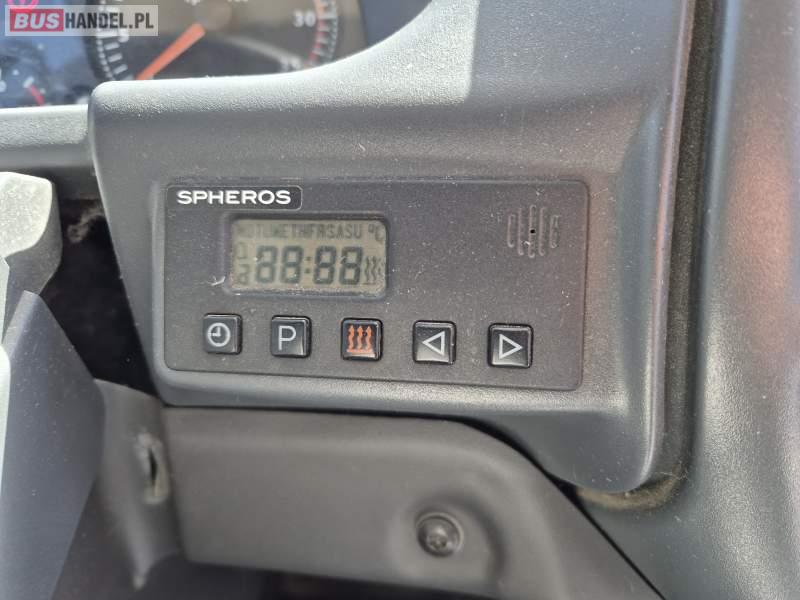 BUSHANDEL.PL
30
SPHEROS
MOTUWETHFRSASU °C
88:88
P